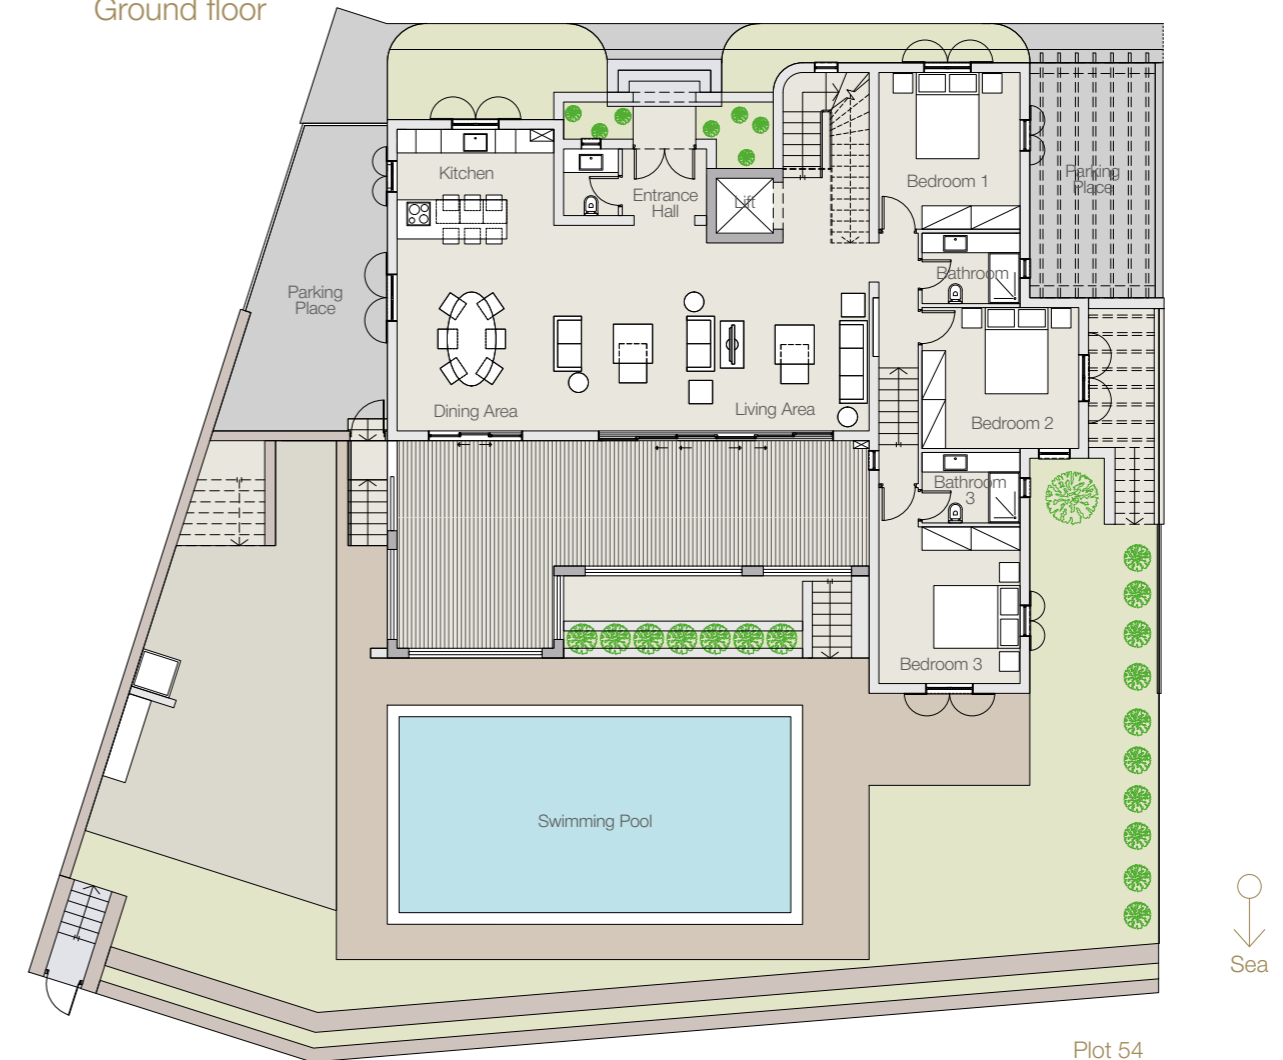 Ground floor
Kitchen
Entrance
Hall
Lift
Bedroom 1
Parking
Place
Bathroom
Parking
Place
Dining Area
Living Area
Bedroom 2
Bathroom
3
Bedroom 3
Swimming Pool
Sea
Plot 54